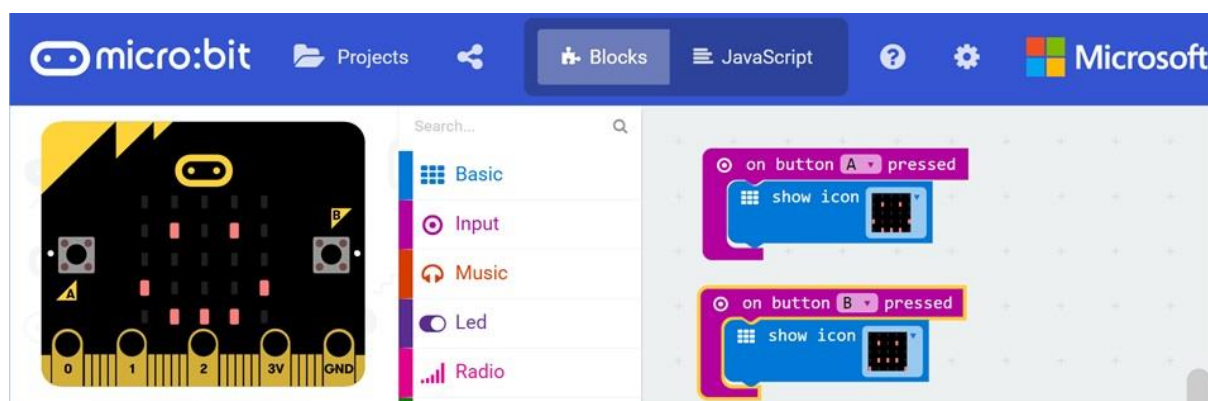 micro:bit Projects Blocks JavaScript ? Microsoft
Search...
Basic
Input
Music
Led
Radio
B
A
0 1 2 3V GND
on button A pressed
show icon
on button B pressed
show icon